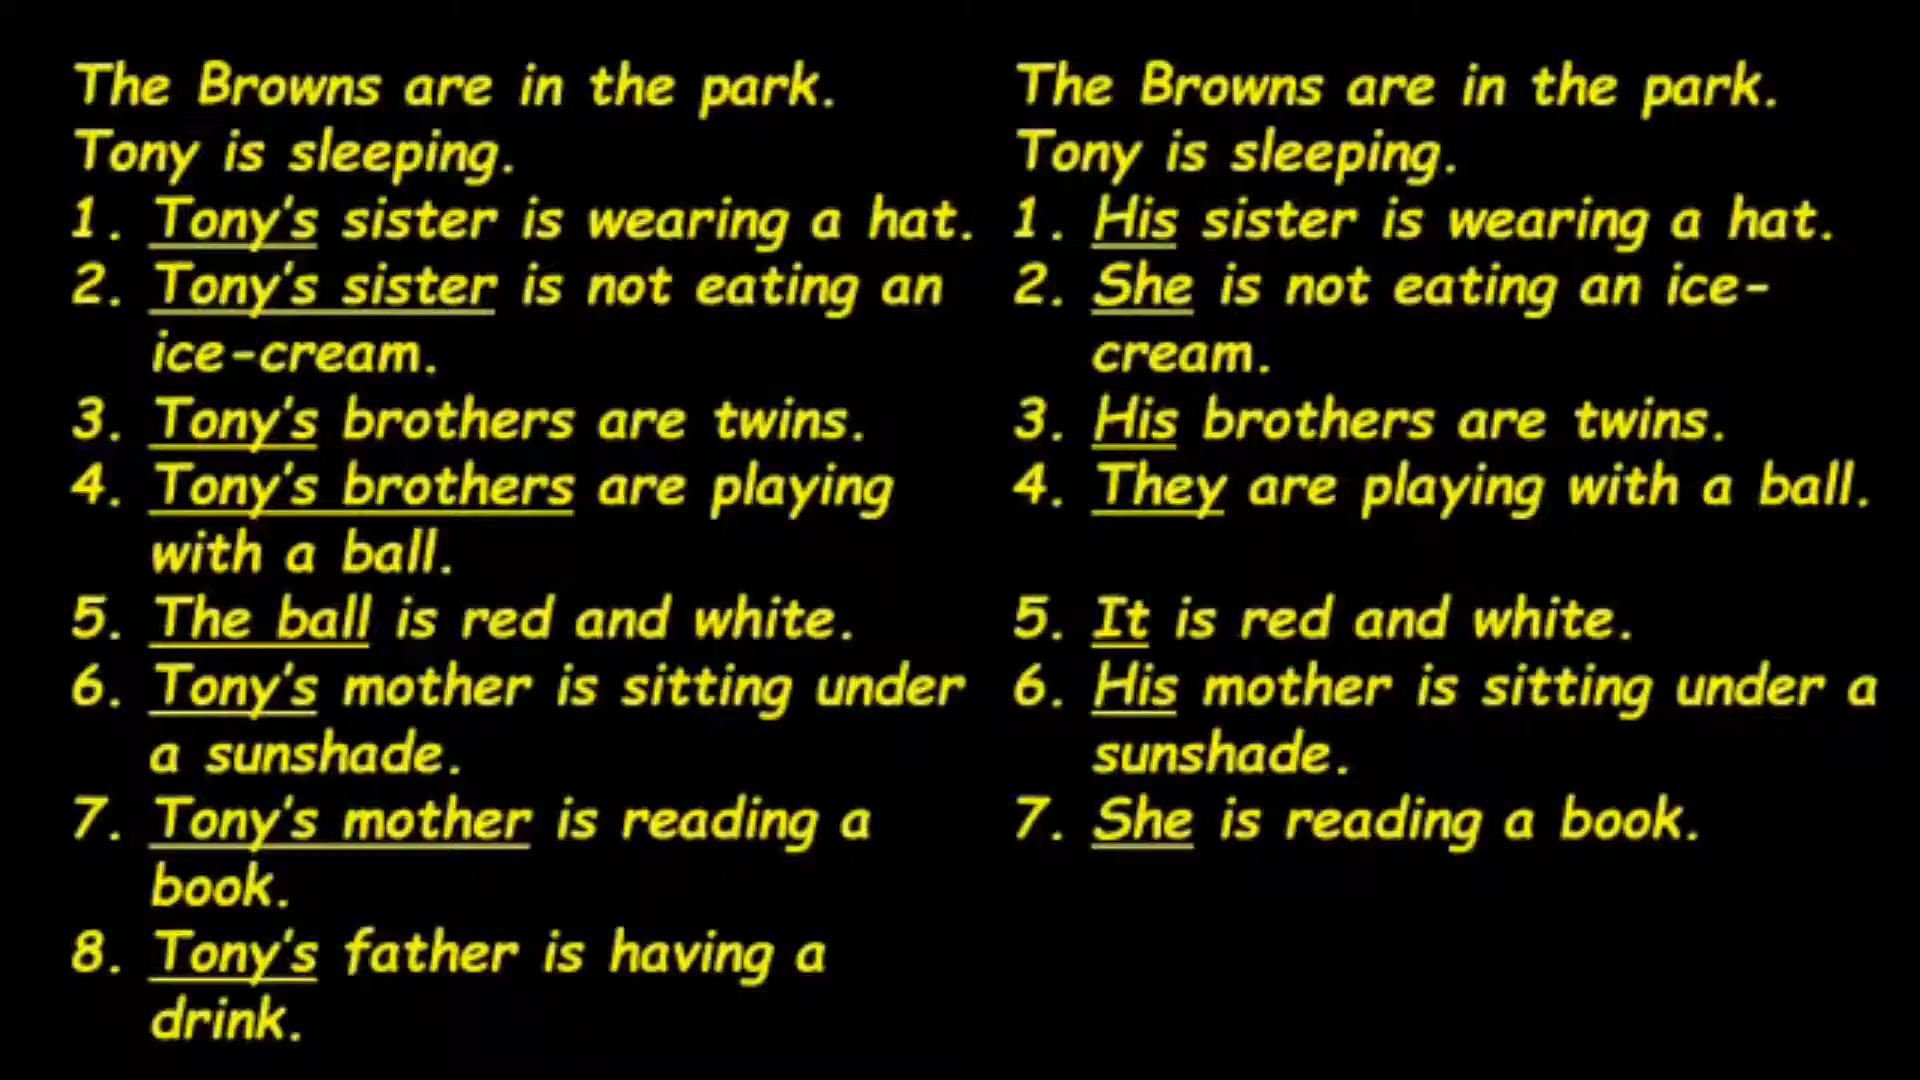 The Browns are in the park.
Tony is sleeping.
1. Tony's sister is wearing a hat.
2. Tony's sister is not eating an
ice-cream.
3. Tony's brothers are twins.
4. Tony's brothers are playing
with a ball.
5. The ball is red and white.
6. Tony's mother is sitting under
a sunshade.
7. Tony's mother is reading a
book.
8. Tony's father is having a
drink.
The Browns are in the park.
Tony is sleeping.
1. His sister is wearing a hat.
2. She is not eating an ice-
cream.
3. His brothers are twins.
4. They are playing with a ball.
5. It is red and white.
6. His mother is sitting under a
sunshade.
7. She is reading a book.